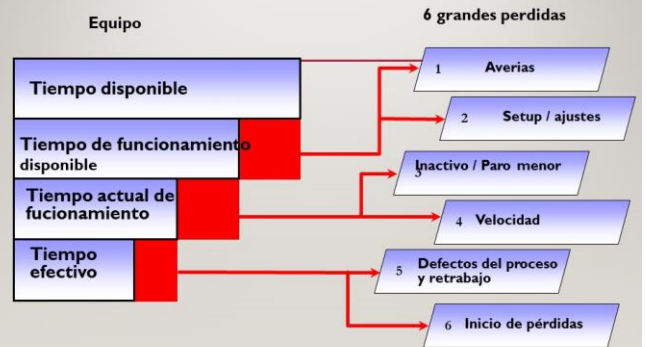 Equipo
6 grandes perdidas
Tiempo disponible
Tiempo de funcionamiento
disponible
Tiempo actual de
fucionamiento
Tiempo
efectivo
1 Averias
2 Setup / ajustes
3 Inactivo / Paro menor
4 Velocidad
5 Defectos del proceso
y retrabajo
6 Inicio de pérdidas